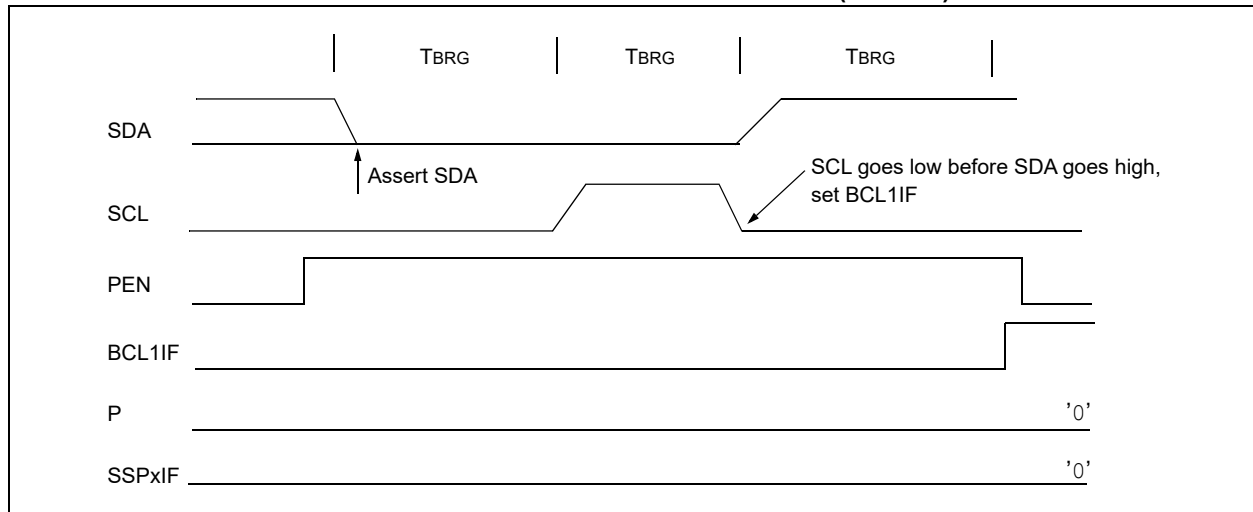 TBRG TBRG TBRG
SDA
Assert SDA
SCL goes low before SDA goes high,
set BCL1IF
SCL
PEN
BCL1IF
P '0'
SSPxIF '0'